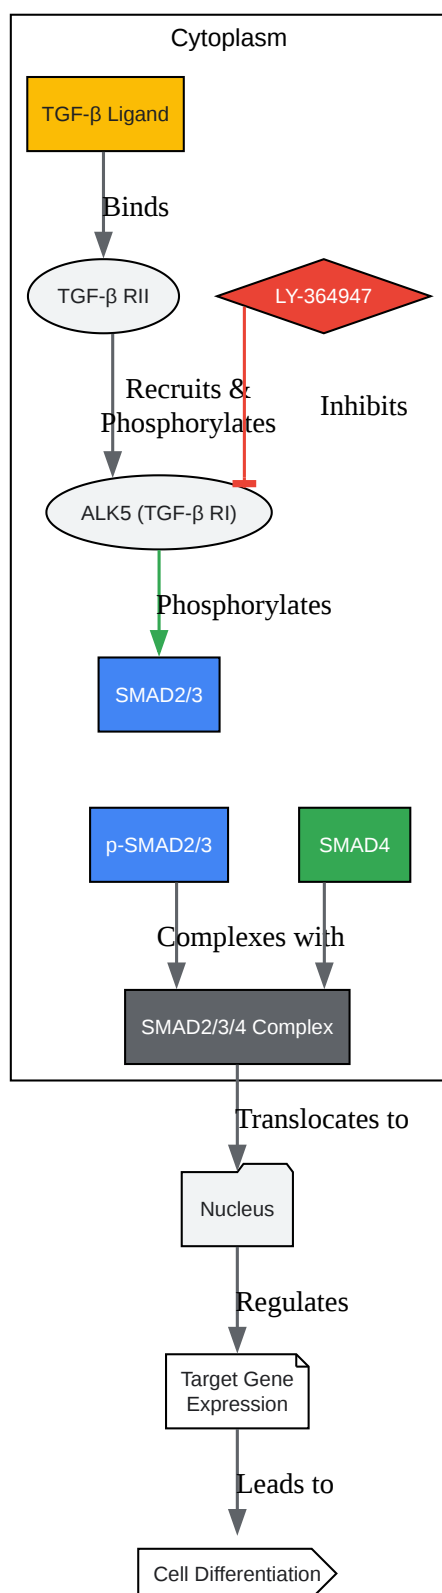 Cytoplasm
TGF-β Ligand
Binds
TGF-β RII
LY-364947
Recruits &
Phosphorylates
Inhibits
ALK5 (TGF-β RI)
Phosphorylates
SMAD2/3
p-SMAD2/3
SMAD4
Complexes with
SMAD2/3/4 Complex
Translocates to
Nucleus
Regulates
Target Gene
Expression
Leads to
Cell Differentiation